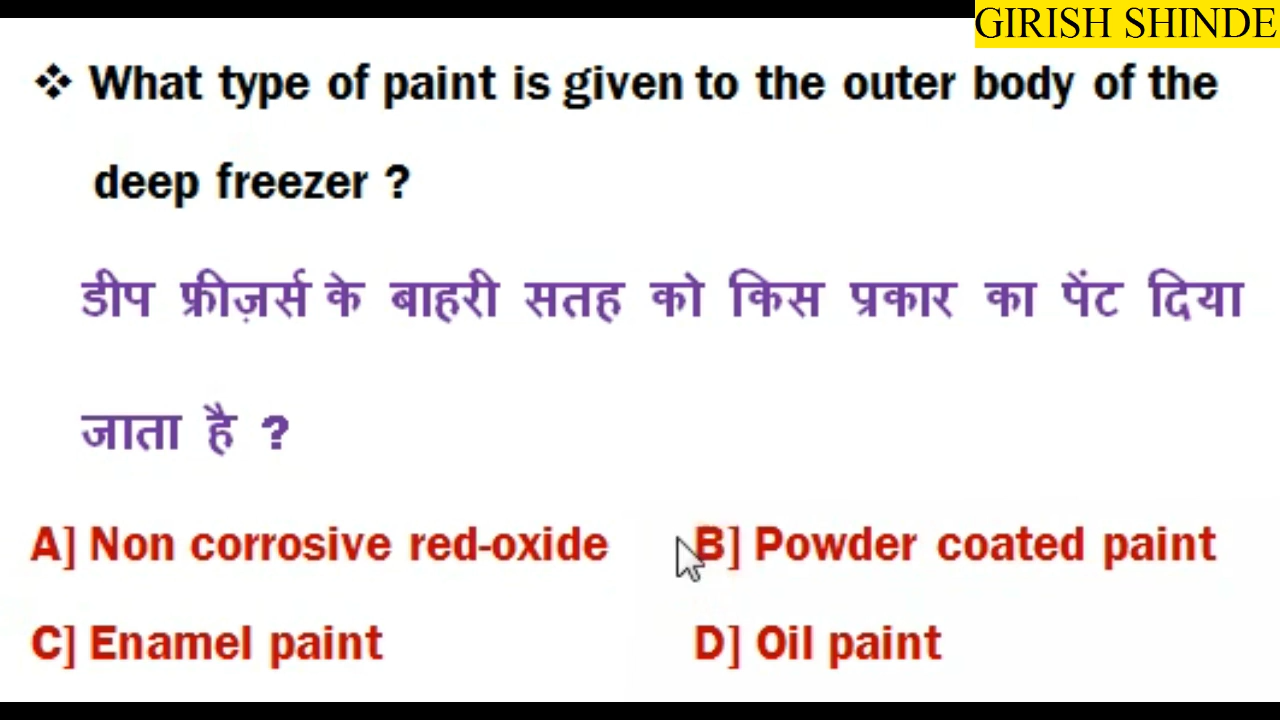 GIRISH SHINDE
❖ What type of paint is given to the outer body of the
deep freezer ?
डीप फ्रीज़र्स के बाहरी सतह को किस प्रकार का पेंट दिया
जाता है ?
A] Non corrosive red-oxide B] Powder coated paint
C] Enamel paint D] Oil paint